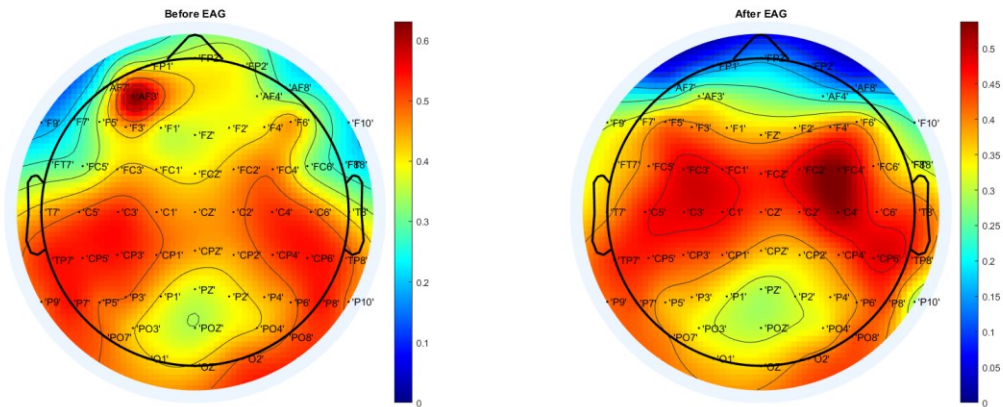 Before EAG
After EAG
'FPZ' 'FPZ'
'FP1' 'FP2' 'FP1' 'FP2'
'AF7' 'AF8' 'AF7' 'AF8'
'AF3' 'AF4' 'AF3' 'AF4'
'F9' 'F7' 'F5' 'F3' 'F1' 'FZ' 'F2' 'F4' 'F6' 'F10' 'F9' 'F7' 'F5' 'F3' 'F1' 'FZ' 'F2' 'F4' 'F6' 'F10'
'FT7' 'FC5' 'FC3' 'FC1' 'FCZ' 'FC2' 'FC4' 'FC6' 'FT7' 'FC5' 'FC3' 'FC1' 'FCZ' 'FC2' 'FC4' 'FC6'
'T7' 'C5' 'C3' 'C1' 'CZ' 'C2' 'C4' 'C6' 'T8' 'T7' 'C5' 'C3' 'C1' 'CZ' 'C2' 'C4' 'C6' 'T8'
'TP7' 'CP5' 'CP3' 'CP1' 'CPZ' 'CP2' 'CP4' 'CP6' 'TP8' 'TP7' 'CP5' 'CP3' 'CP1' 'CPZ' 'CP2' 'CP4' 'CP6' 'TP8'
'P9' 'P7' 'P5' 'P3' 'P1' 'PZ' 'P2' 'P4' 'P6' 'P8' 'P10' 'P9' 'P7' 'P5' 'P3' 'P1' 'PZ' 'P2' 'P4' 'P6' 'P8' 'P10'
'PO7' 'PO3' 'POZ' 'PO4' 'PO8' 'PO7' 'PO3' 'POZ' 'PO4' 'PO8'
'O1' 'OZ' O2' 'O1' 'OZ' 'O2'
0.6
0.5
0.4
0.3
0.2
0.1
0
0.5
0.45
0.4
0.35
0.3
0.25
0.2
0.15
0.1
0.05
0